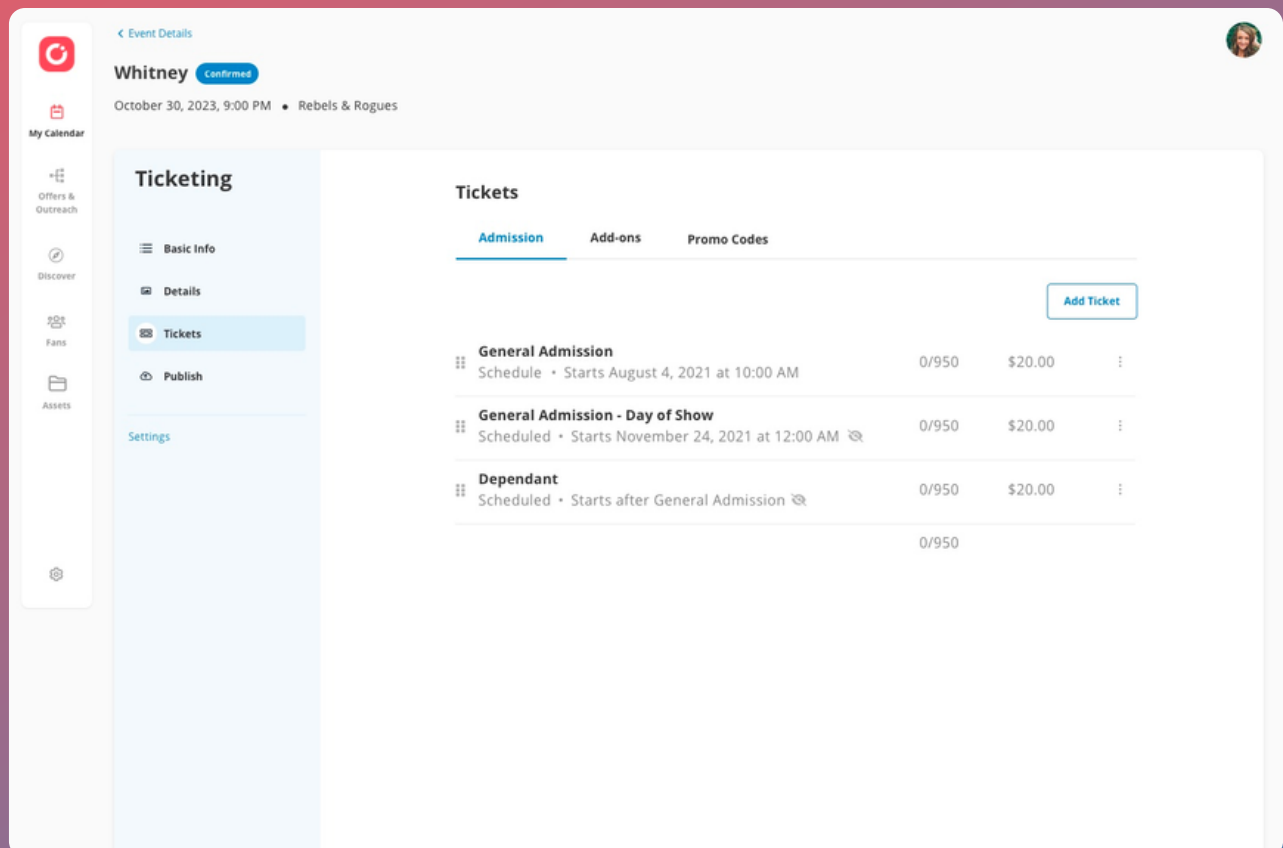 Event Details
Whitney Confirmed
October 30, 2023, 9:00 PM • Rebels & Rogues
My Calendar
Offers &
Outreach
Discover
Fans
Assets
Ticketing
Basic Info
Details
Tickets
Publish
Settings
Tickets
Admission Add-ons Promo Codes
Add Ticket
General Admission
Schedule • Starts August 4, 2021 at 10:00 AM
0/950 $20.00
General Admission - Day of Show
Scheduled • Starts November 24, 2021 at 12:00 AM
0/950 $20.00
Dependant
Scheduled • Starts after General Admission
0/950 $20.00
0/950